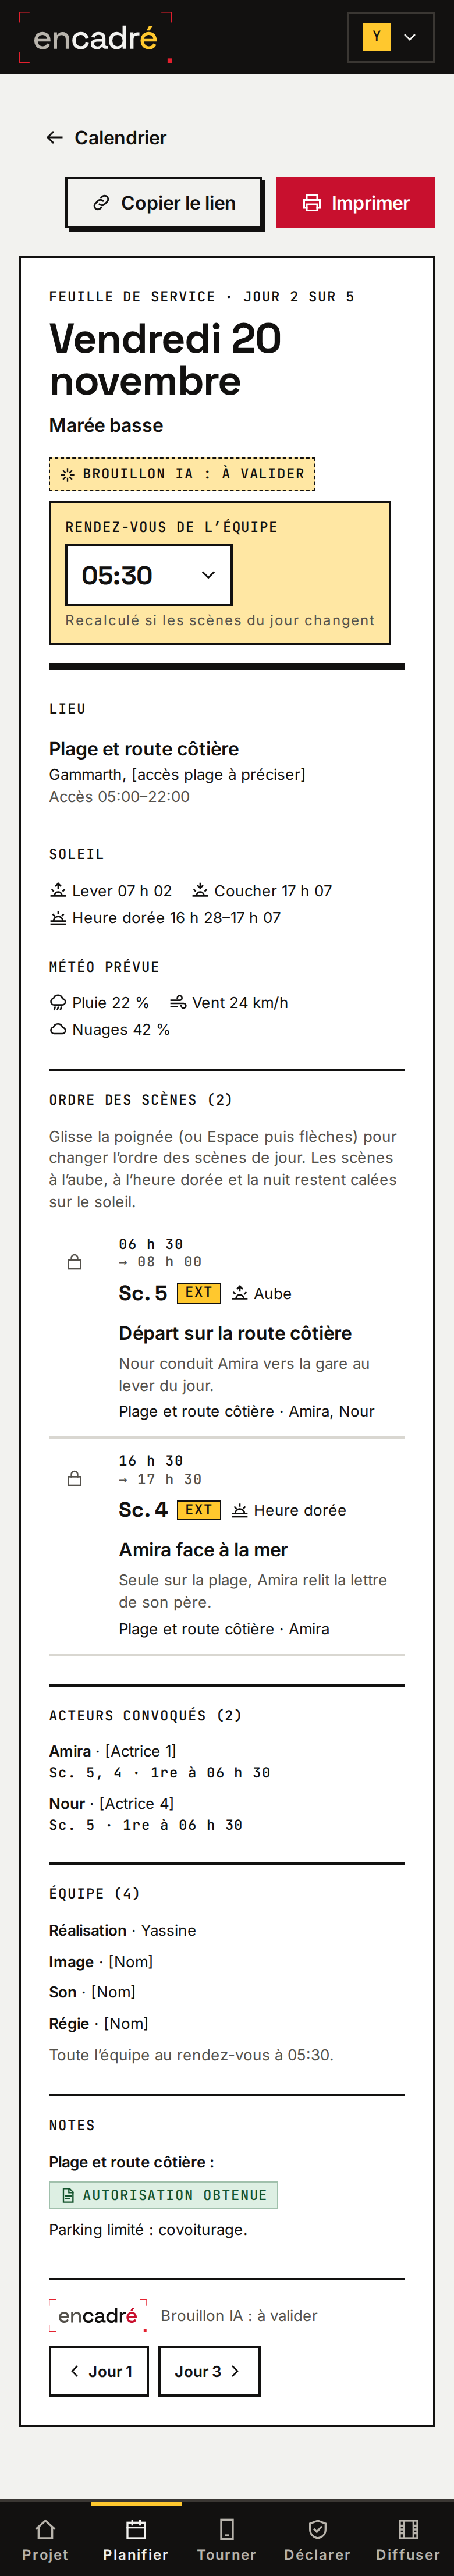 encadré
Y
Calendrier
Copier le lien
Imprimer
FEUILLE DE SERVICE · JOUR 2 SUR 5
Vendredi 20
novembre
Marée basse
BROUILLON IA : À VALIDER
RENDEZ-VOUS DE L’ÉQUIPE
05:30
Recalculé si les scènes du jour changent
LIEU
Plage et route côtière
Gammarth, [accès plage à préciser]
Accès 05:00–22:00
SOLEIL
Lever 07 h 02 Coucher 17 h 07
Heure dorée 16 h 28–17 h 07
MÉTÉO PRÉVUE
Pluie 22 % Vent 24 km/h
Nuages 42 %
ORDRE DES SCÈNES (2)
Glisse la poignée (ou Espace puis flèches) pour
changer l’ordre des scènes de jour. Les scènes
à l’aube, à l’heure dorée et la nuit restent calées
sur le soleil.
06 h 30
→ 08 h 00
Sc. 5 EXT Aube
Départ sur la route côtière
Nour conduit Amira vers la gare au
lever du jour.
Plage et route côtière · Amira, Nour
16 h 30
→ 17 h 30
Sc. 4 EXT Heure dorée
Amira face à la mer
Seule sur la plage, Amira relit la lettre
de son père.
Plage et route côtière · Amira
ACTEURS CONVOQUÉS (2)
Amira · [Actrice 1]
Sc. 5, 4 · 1re à 06 h 30
Nour · [Actrice 4]
Sc. 5 · 1re à 06 h 30
ÉQUIPE (4)
Réalisation · Yassine
Image · [Nom]
Son · [Nom]
Régie · [Nom]
Toute l’équipe au rendez-vous à 05:30.
NOTES
Plage et route côtière :
AUTORISATION OBTENUE
Parking limité : covoiturage.
encadré Brouillon IA : à valider
Jour 1 Jour 3
Projet Planifier Tourner Déclarer Diffuser